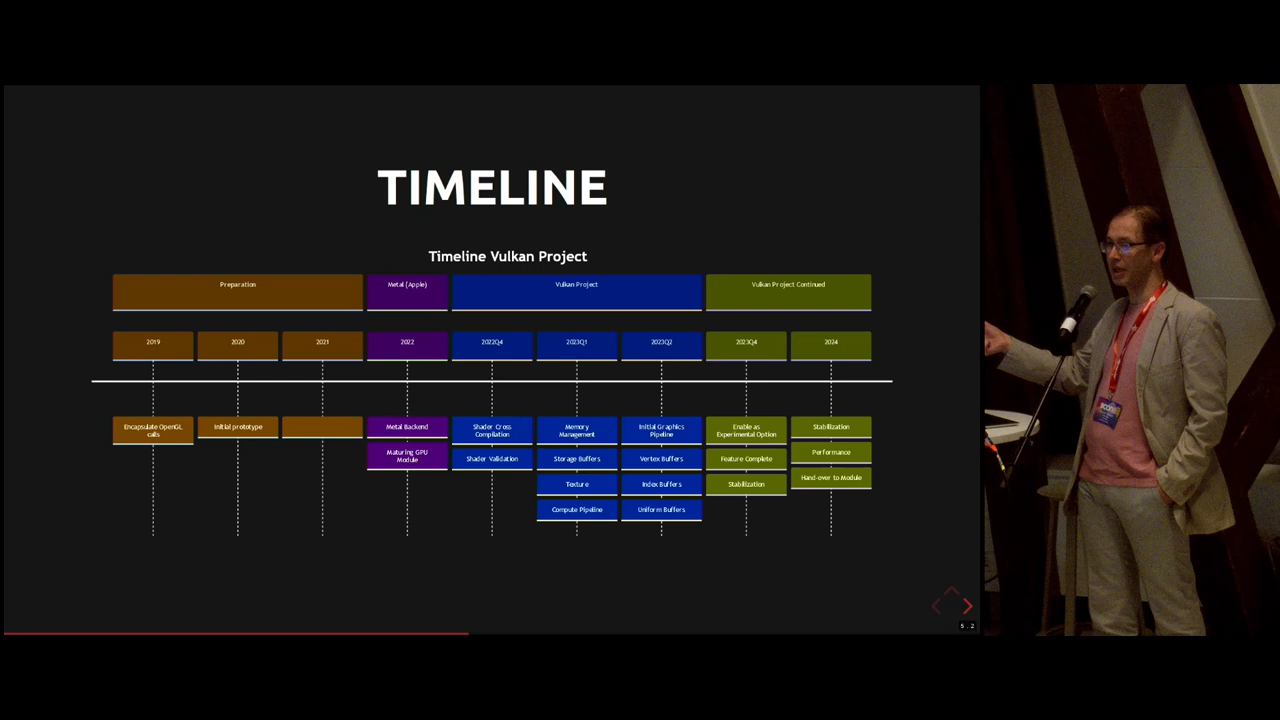 TIMELINE
Timeline Vulkan Project
Preparation
Metal (Apple)
Vulkan Project
Vulkan Project Continued
2019
2020
2021
2022
2022Q4
2023Q1
2023Q2
2023Q4
2024
Encapsulate OpenGL
calls
Initial prototype
Metal Backend
Maturing GPU
Module
Shader Cross
Compilation
Shader Validation
Memory
Management
Storage Buffers
Texture
Compute Pipeline
Initial Graphics
Pipeline
Vertex Buffers
Index Buffers
Uniform Buffers
Enable as
Experimental Option
Feature Complete
Stabilization
Stabilization
Performance
Hand-over to Module
5 . 2